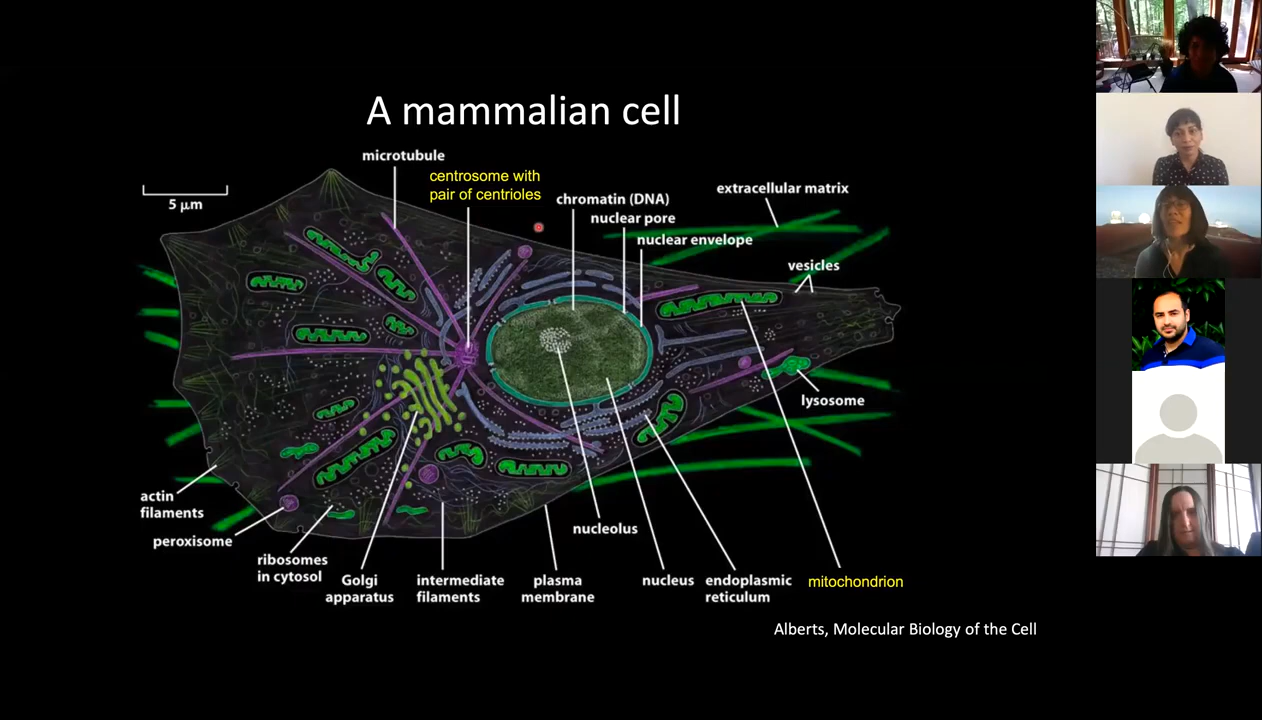 A mammalian cell
microtubule
centrosome with
pair of centrioles
chromatin (DNA)
nuclear pore
nuclear envelope
extracellular matrix
vesicles
5 µm
lysosome
actin
filaments
peroxisome
ribosomes
in cytosol
Golgi
apparatus
intermediate
filaments
plasma
membrane
nucleolus
nucleus
endoplasmic
reticulum
mitochondrion
Alberts, Molecular Biology of the Cell